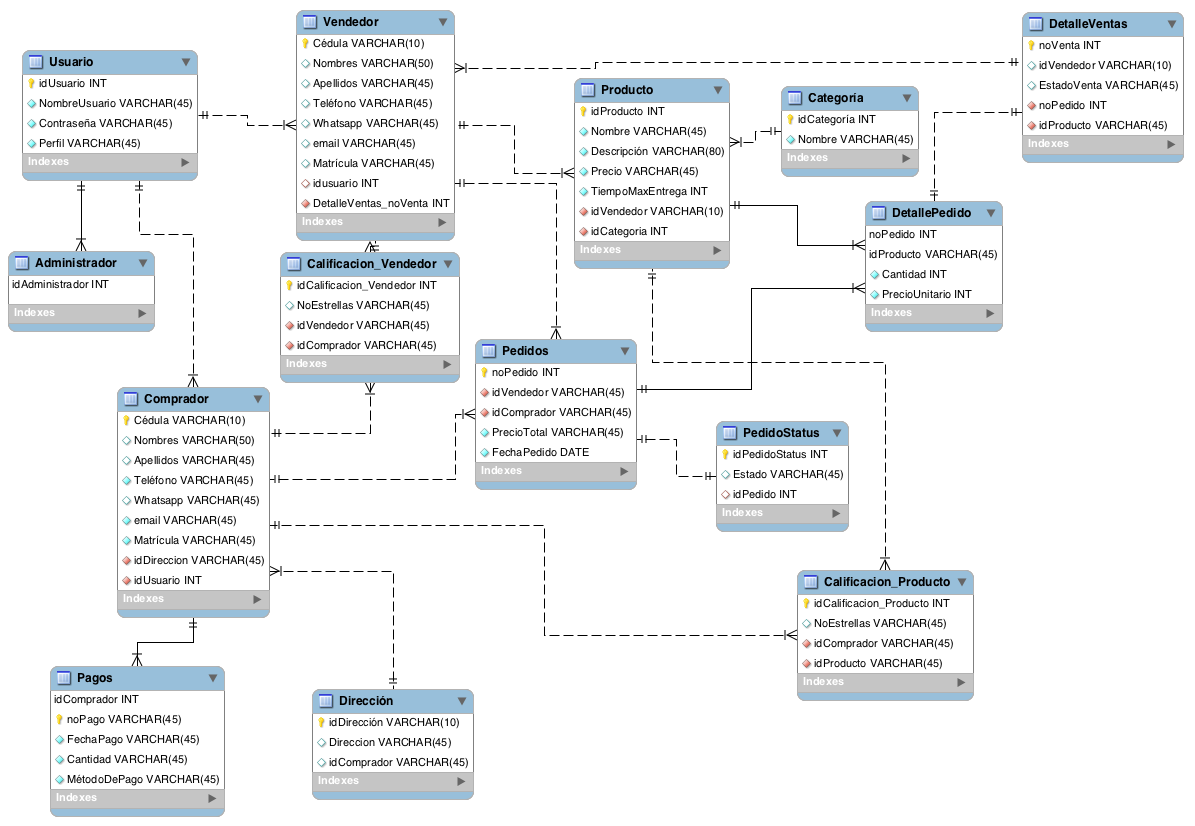 Vendedor
Cédula VARCHAR(10)
Nombres VARCHAR(50)
Apellidos VARCHAR(45)
Teléfono VARCHAR(45)
Whatsapp VARCHAR(45)
email VARCHAR(45)
Matrícula VARCHAR(45)
idusuario INT
DetalleVentas_noVenta INT
Indexes
DetalleVentas
noVenta INT
idVendedor VARCHAR(10)
EstadoVenta VARCHAR(45)
noPedido INT
idProducto VARCHAR(45)
Indexes
Usuario
idUsuario INT
NombreUsuario VARCHAR(45)
Contraseña VARCHAR(45)
Perfil VARCHAR(45)
Indexes
Producto
idProducto INT
Nombre VARCHAR(45)
Descripción VARCHAR(80)
Precio VARCHAR(45)
TiempoMaxEntrega INT
idVendedor VARCHAR(10)
idCategoria INT
Indexes
Categoría
idCategoría INT
Nombre VARCHAR(45)
Indexes
DetallePedido
noPedido INT
idProducto VARCHAR(45)
Cantidad INT
PrecioUnitario INT
Indexes
Administrador
idAdministrador INT
Indexes
Calificacion_Vendedor
idCalificacion_Vendedor INT
NoEstrellas VARCHAR(45)
idVendedor VARCHAR(45)
idComprador VARCHAR(45)
Indexes
Pedidos
noPedido INT
idVendedor VARCHAR(45)
idComprador VARCHAR(45)
PrecioTotal VARCHAR(45)
FechaPedido DATE
Indexes
Comprador
Cédula VARCHAR(10)
Nombres VARCHAR(50)
Apellidos VARCHAR(45)
Teléfono VARCHAR(45)
Whatsapp VARCHAR(45)
email VARCHAR(45)
Matrícula VARCHAR(45)
idDireccion VARCHAR(45)
idUsuario INT
Indexes
PedidoStatus
idPedidoStatus INT
Estado VARCHAR(45)
idPedido INT
Indexes
Calificacion_Producto
idCalificacion_Producto INT
NoEstrellas VARCHAR(45)
idComprador VARCHAR(45)
idProducto VARCHAR(45)
Indexes
Pagos
idComprador INT
noPago VARCHAR(45)
FechaPago VARCHAR(45)
Cantidad VARCHAR(45)
MétodoDePago VARCHAR(45)
Indexes
Dirección
idDirección VARCHAR(10)
Direccion VARCHAR(45)
idComprador VARCHAR(45)
Indexes